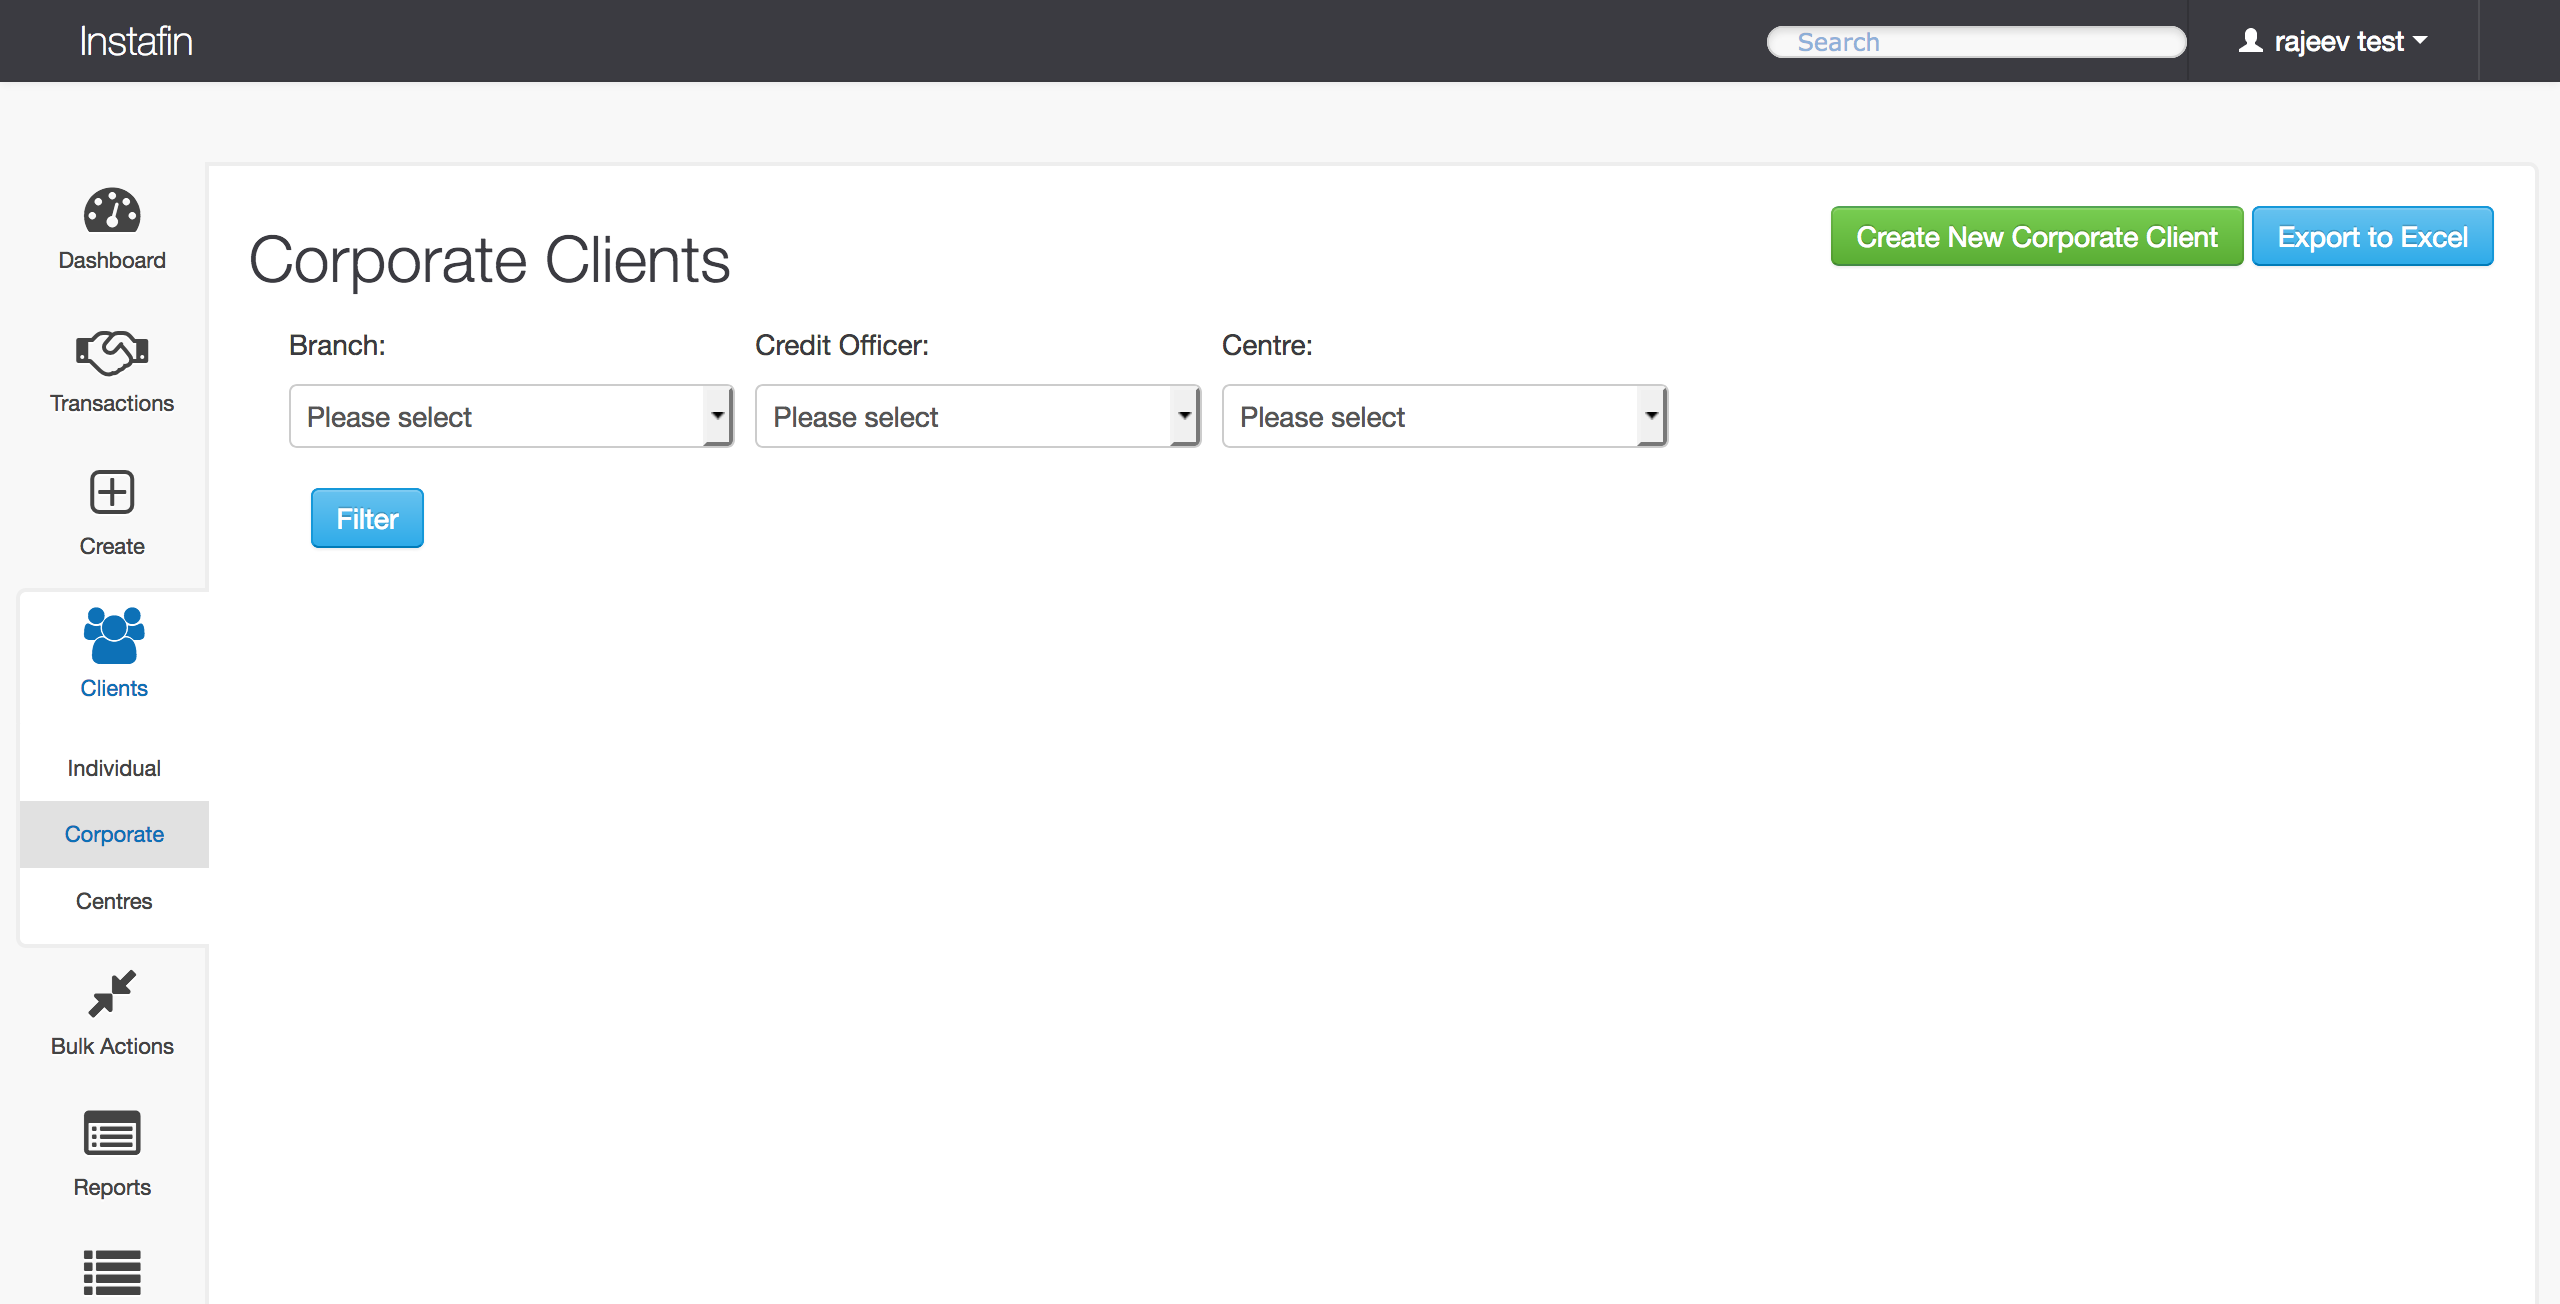 Instafin
Search
rajeev test
Dashboard
Transactions
Create
Clients
Individual
Corporate
Centres
Bulk Actions
Reports
Corporate Clients
Create New Corporate Client
Export to Excel
Branch:
Credit Officer:
Centre:
Please select
Please select
Please select
Filter